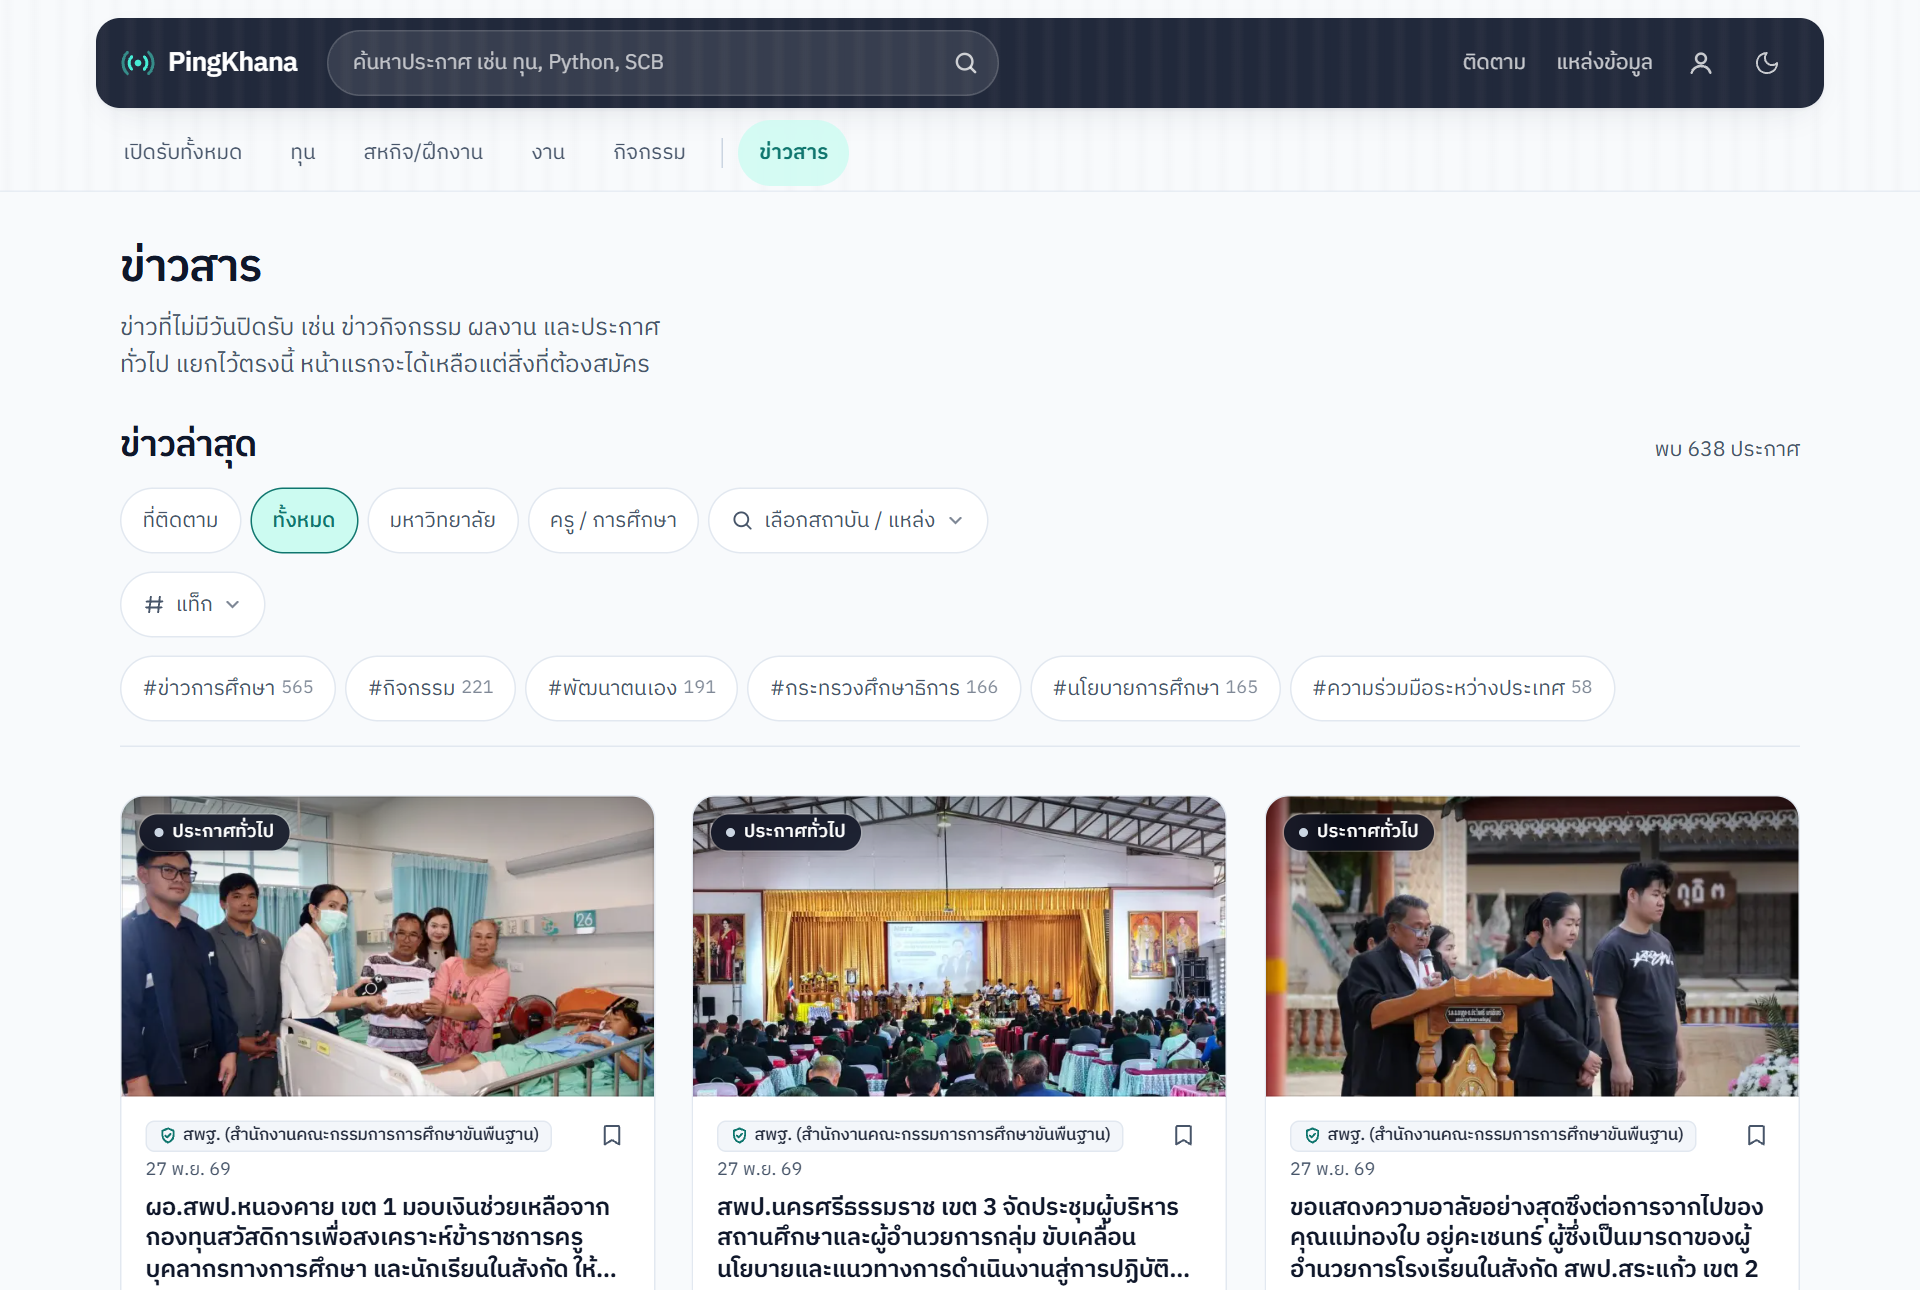 PingKhana
ค้นหาประกาศ เช่น ทุน, Python, SCB
ติดตาม
แหล่งข้อมูล
เปิดรับทั้งหมด
ทุน
สหกิจ/ฝึกงาน
งาน
กิจกรรม
ข่าวสาร
ข่าวสาร
ข่าวที่ไม่มีวันปิดรับ เช่น ข่าวกิจกรรม ผลงาน และประกาศ
ทั่วไป แยกไว้ตรงนี้ หน้าแรกจะได้เหลือแต่สิ่งที่ต้องสมัคร
ข่าวล่าสุด
พบ 638 ประกาศ
ที่ติดตาม
ทั้งหมด
มหาวิทยาลัย
ครู / การศึกษา
เลือกสถาบัน / แหล่ง
# แท็ก
#ข่าวการศึกษา 565
#กิจกรรม 221
#พัฒนาตนเอง 191
#กระทรวงศึกษาธิการ 166
#นโยบายการศึกษา 165
#ความร่วมมือระหว่างประเทศ 58
ประกาศทั่วไป
26
สพฐ. (สำนักงานคณะกรรมการการศึกษาขั้นพื้นฐาน)
27 พ.ย. 69
ผอ.สพป.หนองคาย เขต 1 มอบเงินช่วยเหลือจาก
กองทุนสวัสดิการเพื่อสงเคราะห์ข้าราชการครู
บุคลากรทางการศึกษา และนักเรียนในสังกัด ให้...
ประกาศทั่วไป
สพฐ. (สำนักงานคณะกรรมการการศึกษาขั้นพื้นฐาน)
27 พ.ย. 69
สพป.นครศรีธรรมราช เขต 3 จัดประชุมผู้บริหาร
สถานศึกษาและผู้อำนวยการกลุ่ม ขับเคลื่อน
นโยบายและแนวทางการดำเนินงานสู่การปฏิบัติ...
ประกาศทั่วไป
กุฏิ ๓
สพฐ. (สำนักงานคณะกรรมการการศึกษาขั้นพื้นฐาน)
27 พ.ย. 69
ขอแสดงความอาลัยอย่างสุดซึ้งต่อการจากไปของ
คุณแม่ทองใบ อยู่คะเชนทร์ ผู้ซึ่งเป็นมารดาของผู้
อำนวยการโรงเรียนในสังกัด สพป.สระแก้ว เขต 2